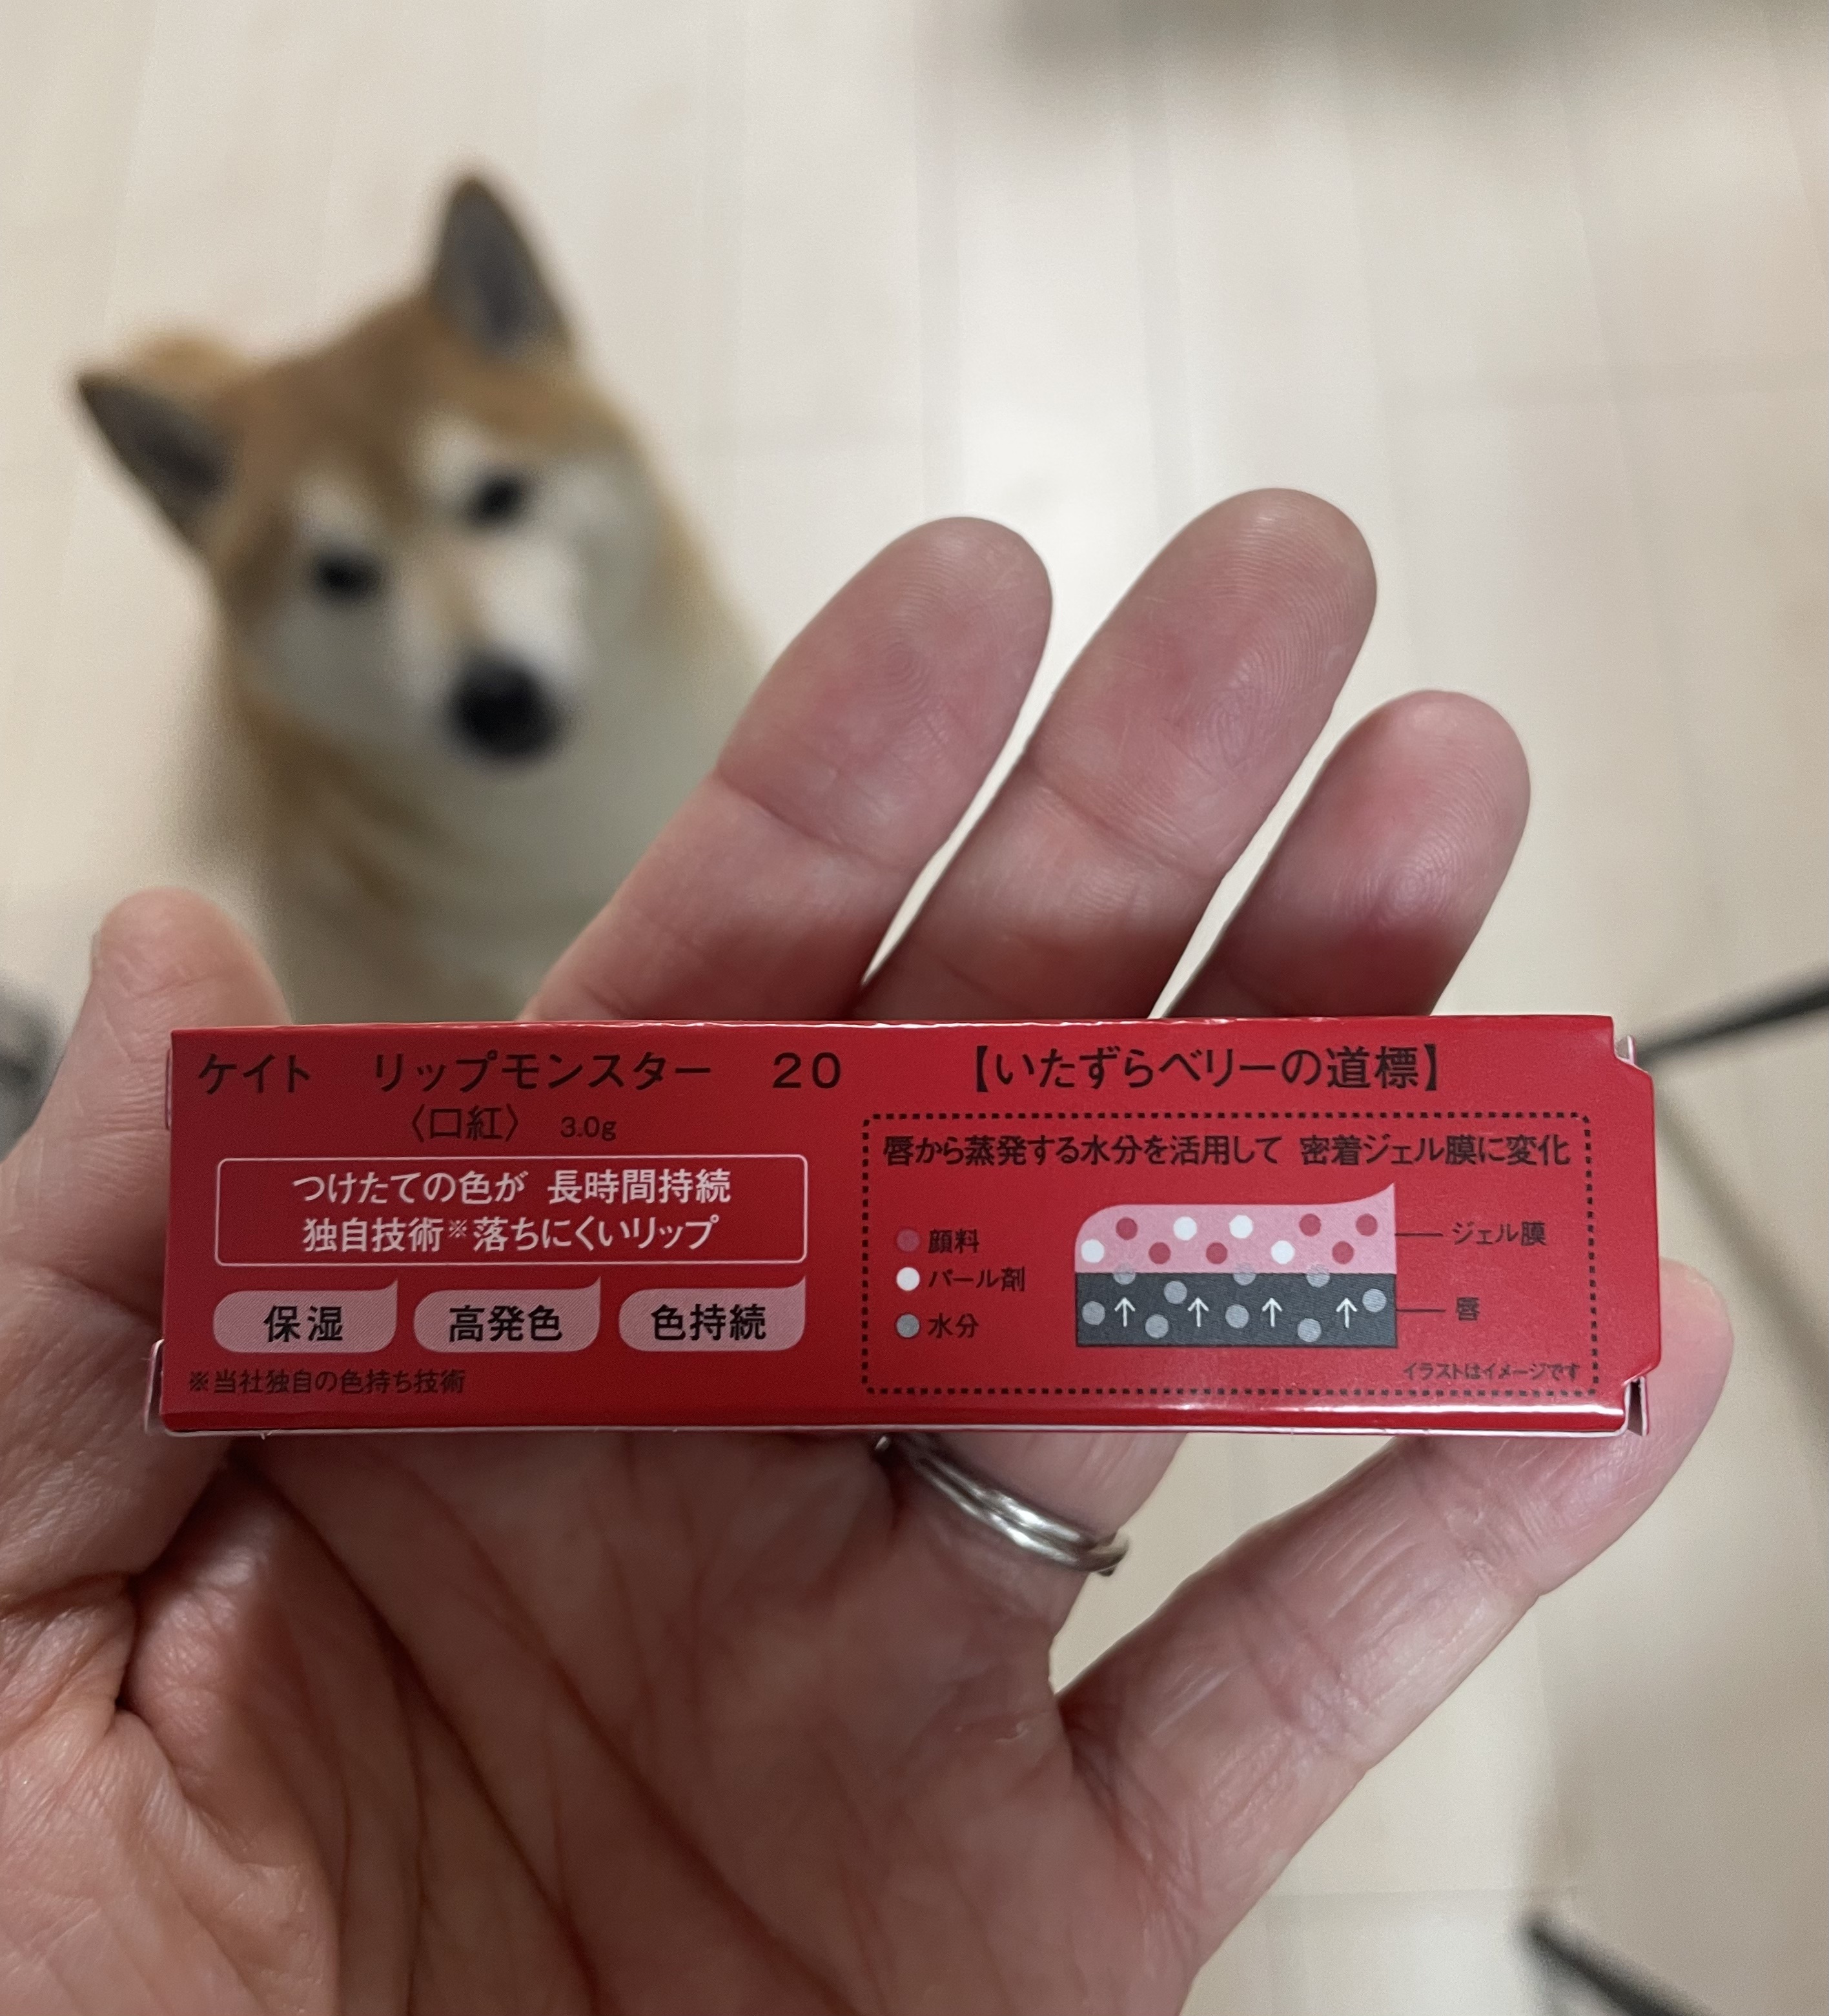 ケイト　リップモンスター　20　【いたずらベリーの道標】
〈口紅〉　3.0g
つけたての色が 長時間持続
独自技術※落ちにくいリップ
保湿
高発色
色持続
※当社独自の色持ち技術
唇から蒸発する水分を活用して 密着ジェル膜に変化
顔料
パール剤
水分
ジェル膜
唇
イラストはイメージです